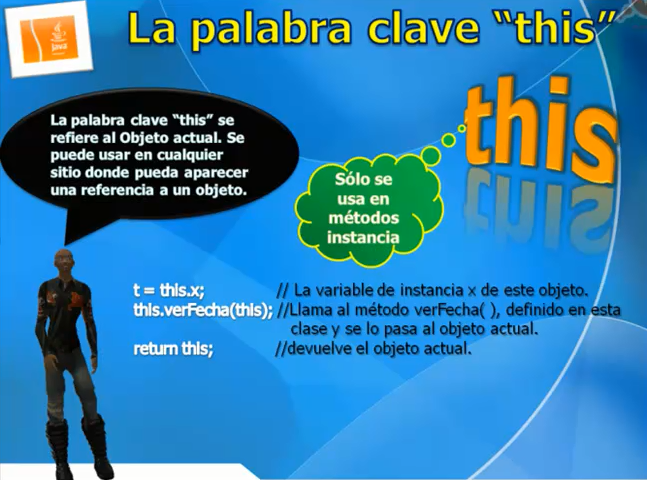 La palabra clave “this”
Java
La palabra clave “this” se
refiere al Objeto actual. Se
puede usar en cualquier
sitio donde pueda aparecer
una referencia a un objeto.
this
Sólo se
usa en
métodos
instancia
t = this.x; // La variable de instancia x de este objeto.
this.verFecha(this); //Llama al método verFecha( ), definido en esta
clase y se lo pasa al objeto actual.
return this; //devuelve el objeto actual.